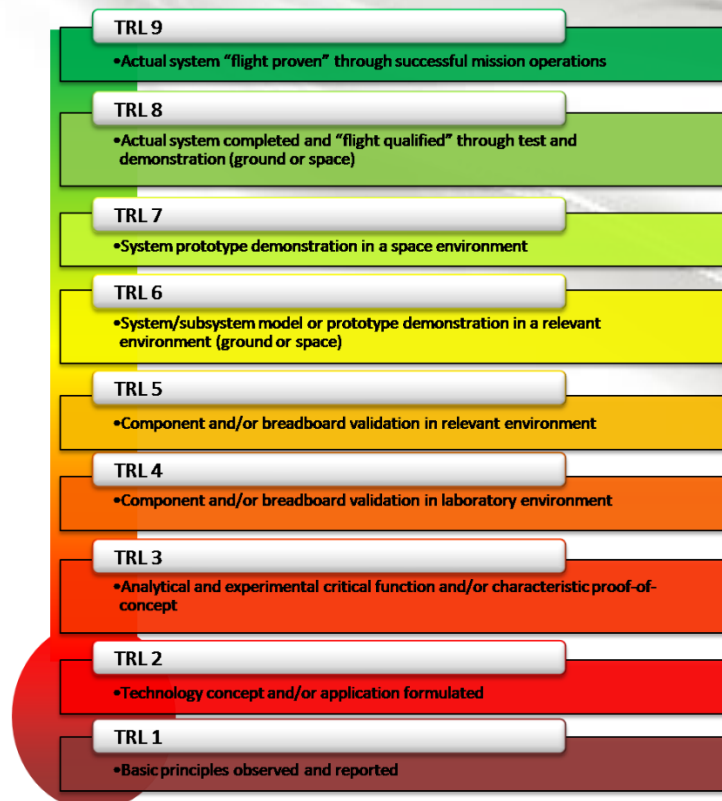 TRL 9
•Actual system “flight proven” through successful mission operations
TRL 8
•Actual system completed and “flight qualified” through test and
demonstration (ground or space)
TRL 7
•System prototype demonstration in a space environment
TRL 6
•System/subsystem model or prototype demonstration in a relevant
environment (ground or space)
TRL 5
•Component and/or breadboard validation in relevant environment
TRL 4
•Component and/or breadboard validation in laboratory environment
TRL 3
•Analytical and experimental critical function and/or characteristic proof-of-
concept
TRL 2
•Technology concept and/or application formulated
TRL 1
•Basic principles observed and reported